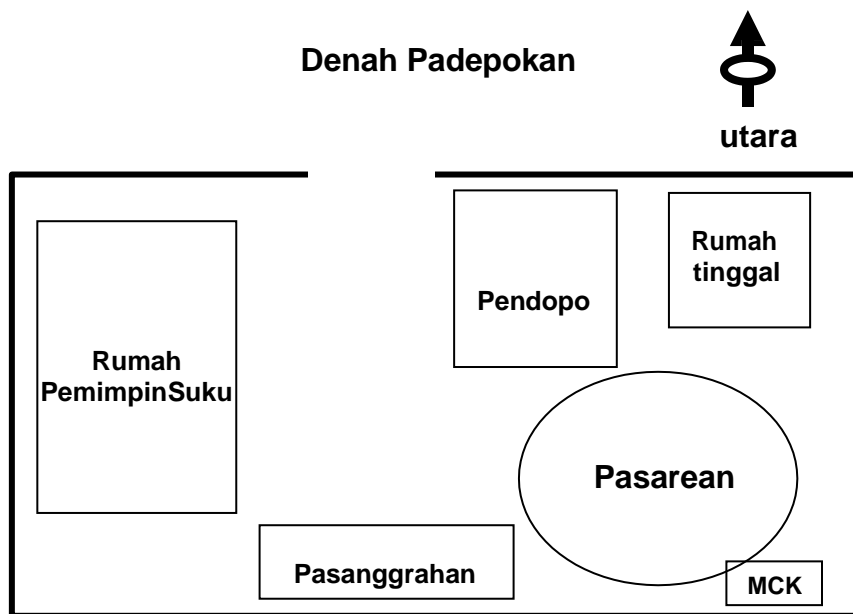 Denah Padepokan
utara
Rumah
PemimpinSuku
Pendopo
Rumah
tinggal
Pasarean
Pasanggrahan
MCK